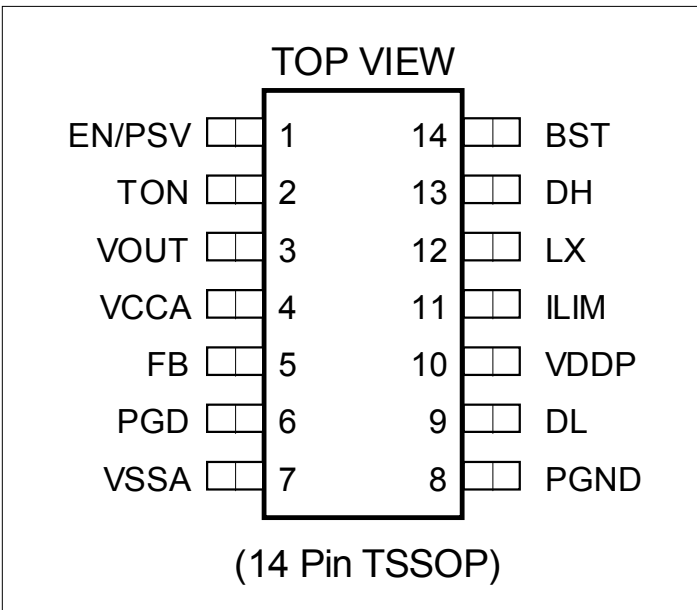 TOP VIEW
EN/PSV 1 14 BST
TON 2 13 DH
VOUT 3 12 LX
VCCA 4 11 ILIM
FB 5 10 VDDP
PGD 6 9 DL
VSSA 7 8 PGND
(14 Pin TSSOP)